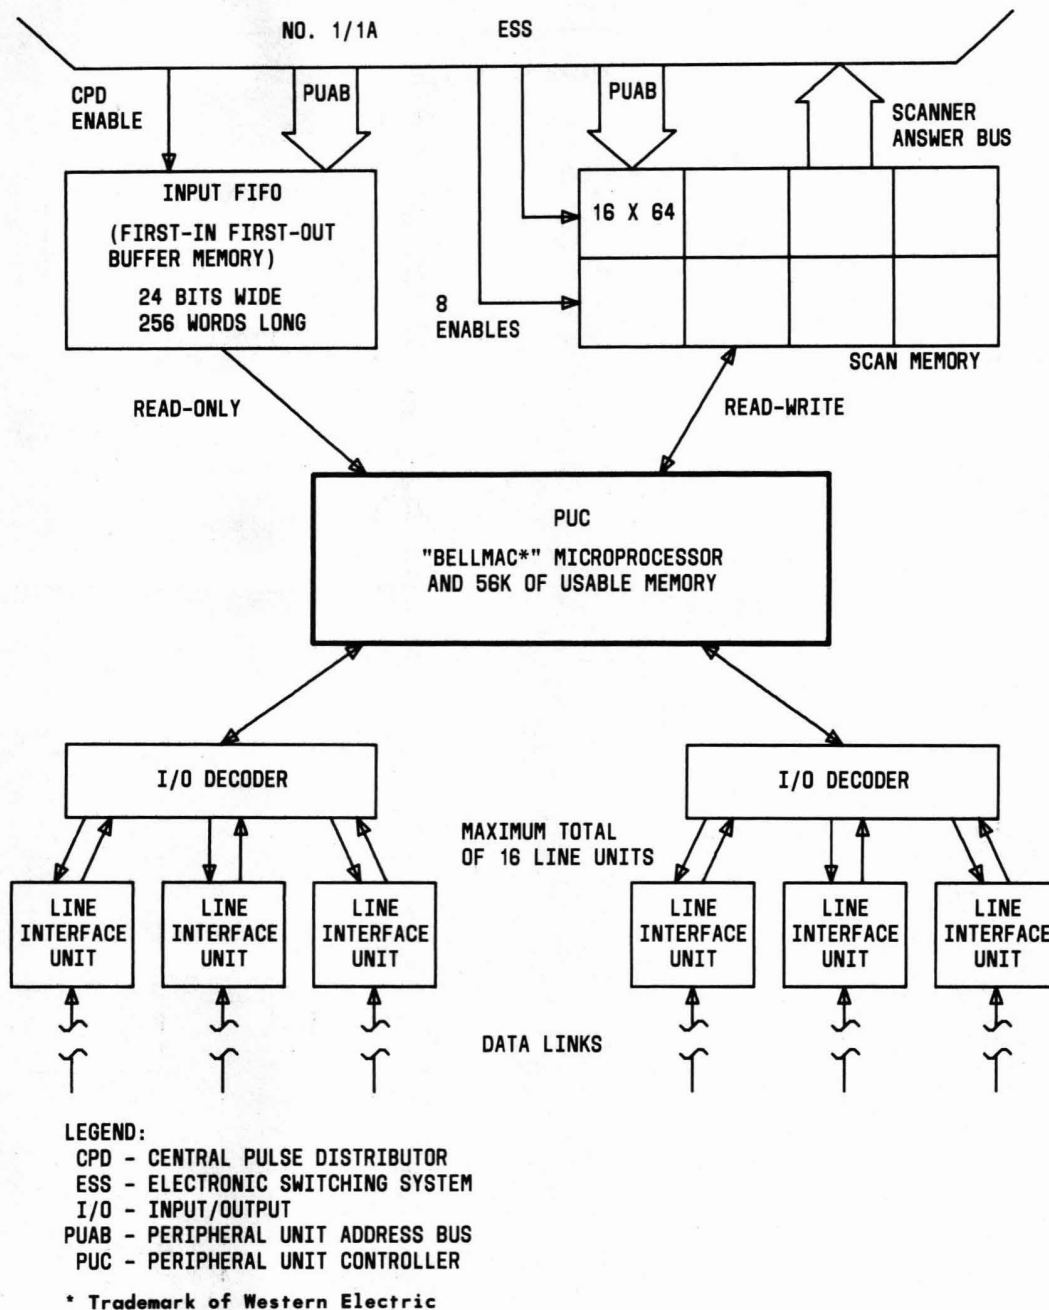 NO. 1/1A ESS
CPD
ENABLE
PUAB
PUAB
SCANNER
ANSWER BUS
INPUT FIFO
(FIRST-IN FIRST-OUT
BUFFER MEMORY)
24 BITS WIDE
256 WORDS LONG
16 X 64
8
ENABLES
SCAN MEMORY
READ-ONLY
READ-WRITE
PUC
"BELLMAC*" MICROPROCESSOR
AND 56K OF USABLE MEMORY
I/O DECODER
I/O DECODER
MAXIMUM TOTAL
OF 16 LINE UNITS
LINE
INTERFACE
UNIT
LINE
INTERFACE
UNIT
LINE
INTERFACE
UNIT
LINE
INTERFACE
UNIT
LINE
INTERFACE
UNIT
LINE
INTERFACE
UNIT
DATA LINKS
LEGEND:
CPD - CENTRAL PULSE DISTRIBUTOR
ESS - ELECTRONIC SWITCHING SYSTEM
I/O - INPUT/OUTPUT
PUAB - PERIPHERAL UNIT ADDRESS BUS
PUC - PERIPHERAL UNIT CONTROLLER
* Trademark of Western Electric